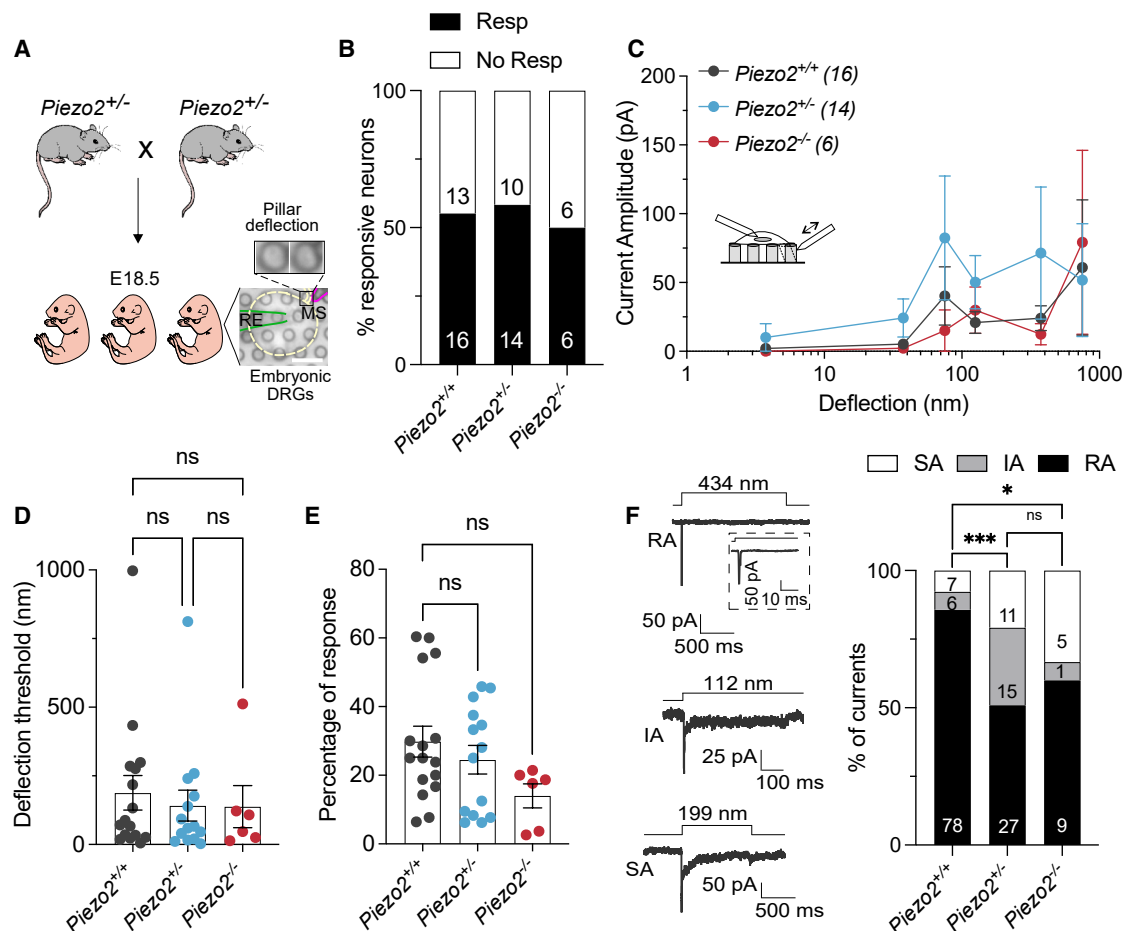 A
Piezo2+/-
Piezo2+/-
X
E18.5
Pillar
deflection
RE
MS
Embryonic
DRGs
B
Resp
No Resp
% responsive neurons
100
50
0
13
10
6
16
14
6
Piezo2+/+
Piezo2+/-
Piezo2-/-
C
Piezo2+/+ (16)
Piezo2+/- (14)
Piezo2-/- (6)
Current Amplitude (pA)
200
150
100
50
0
1
10
100
1000
Deflection (nm)
D
ns
ns
ns
Deflection threshold (nm)
1000
500
0
Piezo2+/+
Piezo2+/-
Piezo2-/-
E
ns
ns
Percentage of response
80
60
40
20
0
Piezo2+/+
Piezo2+/-
Piezo2-/-
F
434 nm
RA
50 pA
10 ms
50 pA
500 ms
112 nm
IA
25 pA
100 ms
199 nm
SA
50 pA
500 ms
SA
IA
RA
*
ns
***
% of currents
100
50
0
7
6
78
11
15
27
5
1
9
Piezo2+/+
Piezo2+/-
Piezo2-/-